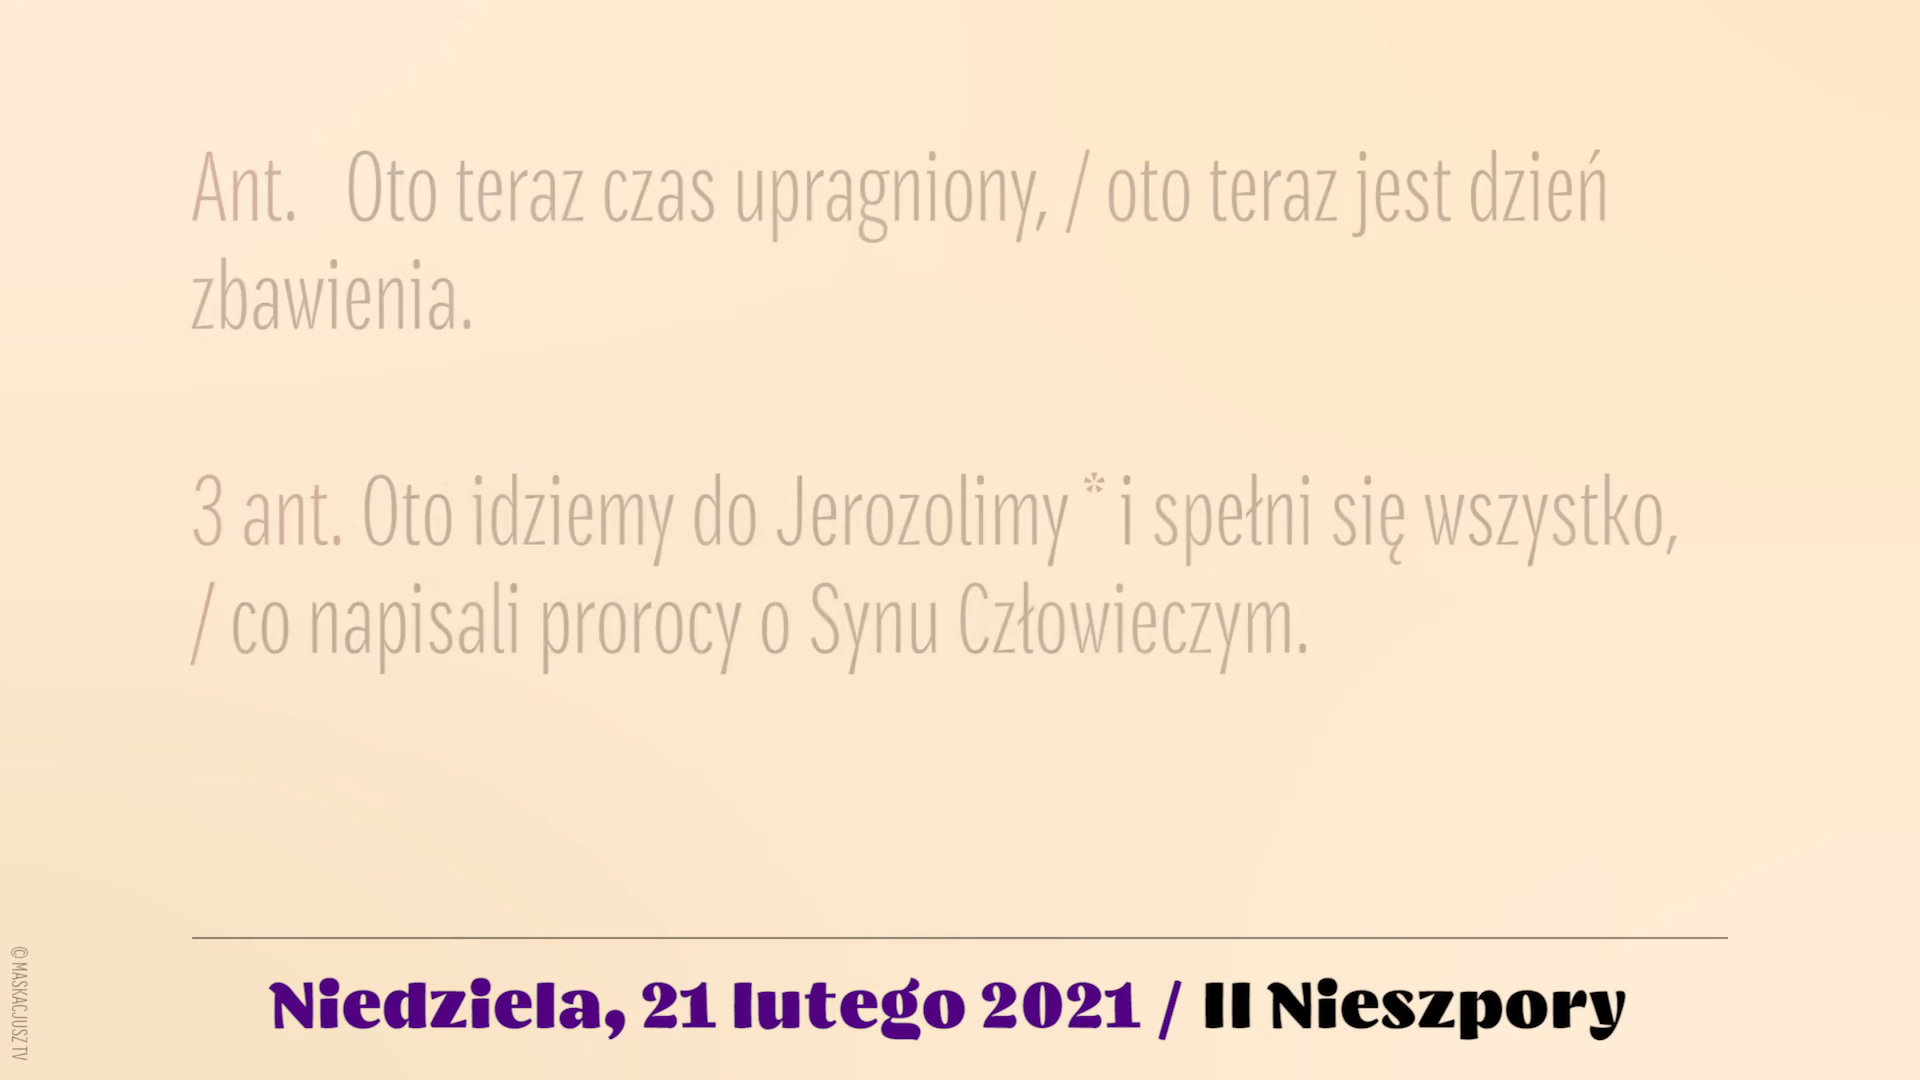 Ant. Oto teraz czas upragniony, / oto teraz jest dzień
zbawienia.
3 ant. Oto idziemy do Jerozolimy * i spełni się wszystko,
/ co napisali prorocy o Synu Człowieczym.
Niedziela, 21 lutego 2021 / II Nieszpory
© MASKACJUSZ TV